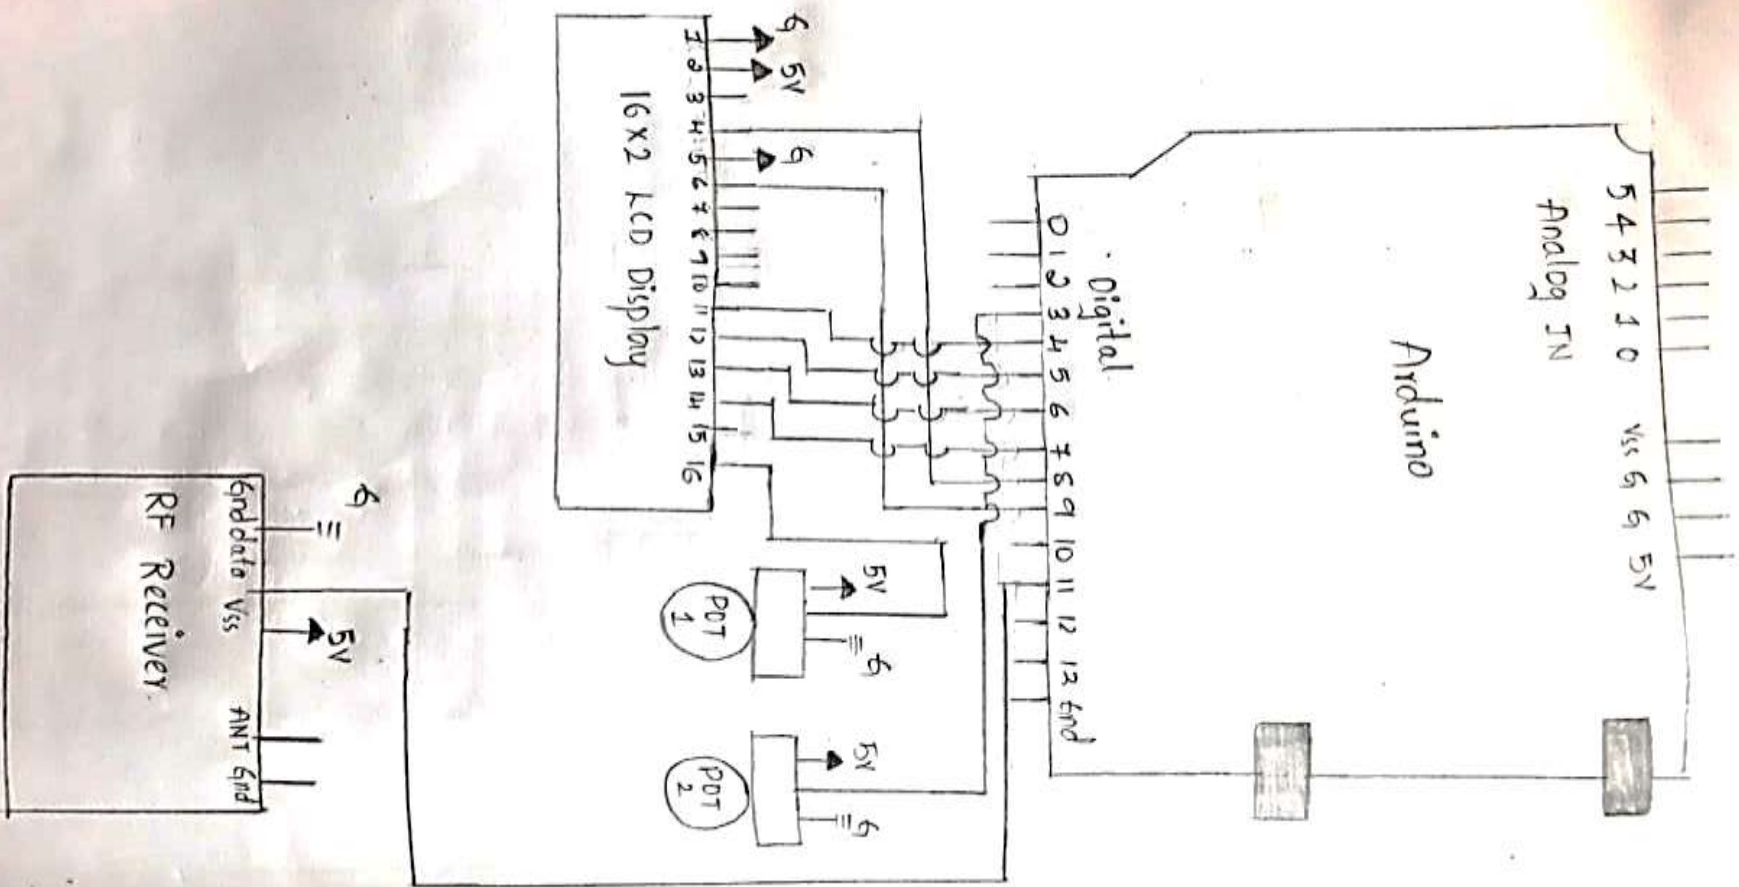 Arduino
Analog IN
5 4 3 2 1 0 Vss G G 5V
Digital
0 1 2 3 4 5 6 7 8 9 10 11 12 12 Gnd
16X2 LCD Display
1 2 3 4 5 6 7 8 9 10 11 12 13 14 15 16
G
5V
G
POT
1
5V
G
POT
2
5V
G
RF Receiver.
Gnd data Vss ANT Gnd
G
5V